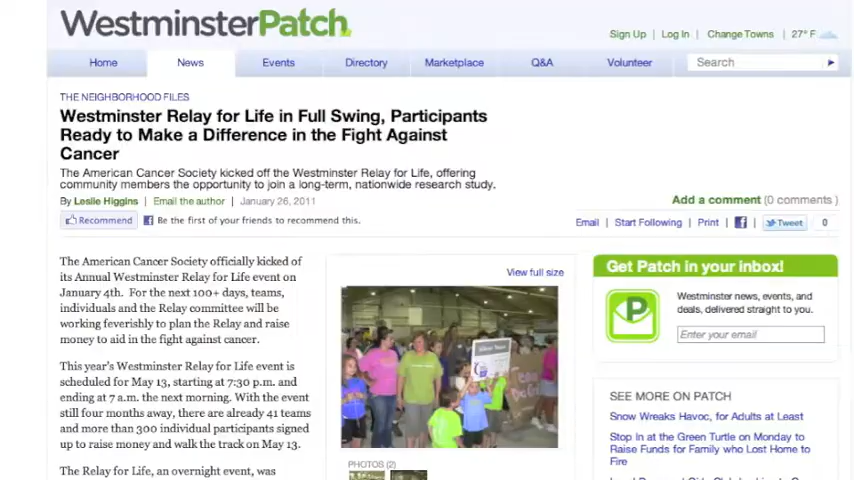 WestminsterPatch
Sign Up | Log In | Change Towns | 27° F
Home News Events Directory Marketplace Q&A Volunteer Search
THE NEIGHBORHOOD FILES
Westminster Relay for Life in Full Swing, Participants
Ready to Make a Difference in the Fight Against
Cancer
The American Cancer Society kicked off the Westminster Relay for Life, offering
community members the opportunity to join a long-term, nationwide research study.
By Leslie Higgins | Email the author | January 26, 2011
Add a comment (0 comments)
Recommend Be the first of your friends to recommend this.
Email | Start Following | Print | Tweet 0
The American Cancer Society officially kicked of
its Annual Westminster Relay for Life event on
January 4th. For the next 100+ days, teams,
individuals and the Relay committee will be
working feverishly to plan the Relay and raise
money to aid in the fight against cancer.
This year's Westminster Relay for Life event is
scheduled for May 13, starting at 7:30 p.m. and
ending at 7 a.m. the next morning. With the event
still four months away, there are already 41 teams
and more than 300 individual participants signed
up to raise money and walk the track on May 13.
The Relay for Life, an overnight event, was
View full size
PHOTOS (2)
Get Patch in your inbox!
P
Westminster news, events, and
deals, delivered straight to you.
Enter your email
SEE MORE ON PATCH
Snow Wreaks Havoc, for Adults at Least
Stop In at the Green Turtle on Monday to
Raise Funds for Family who Lost Home to
Fire